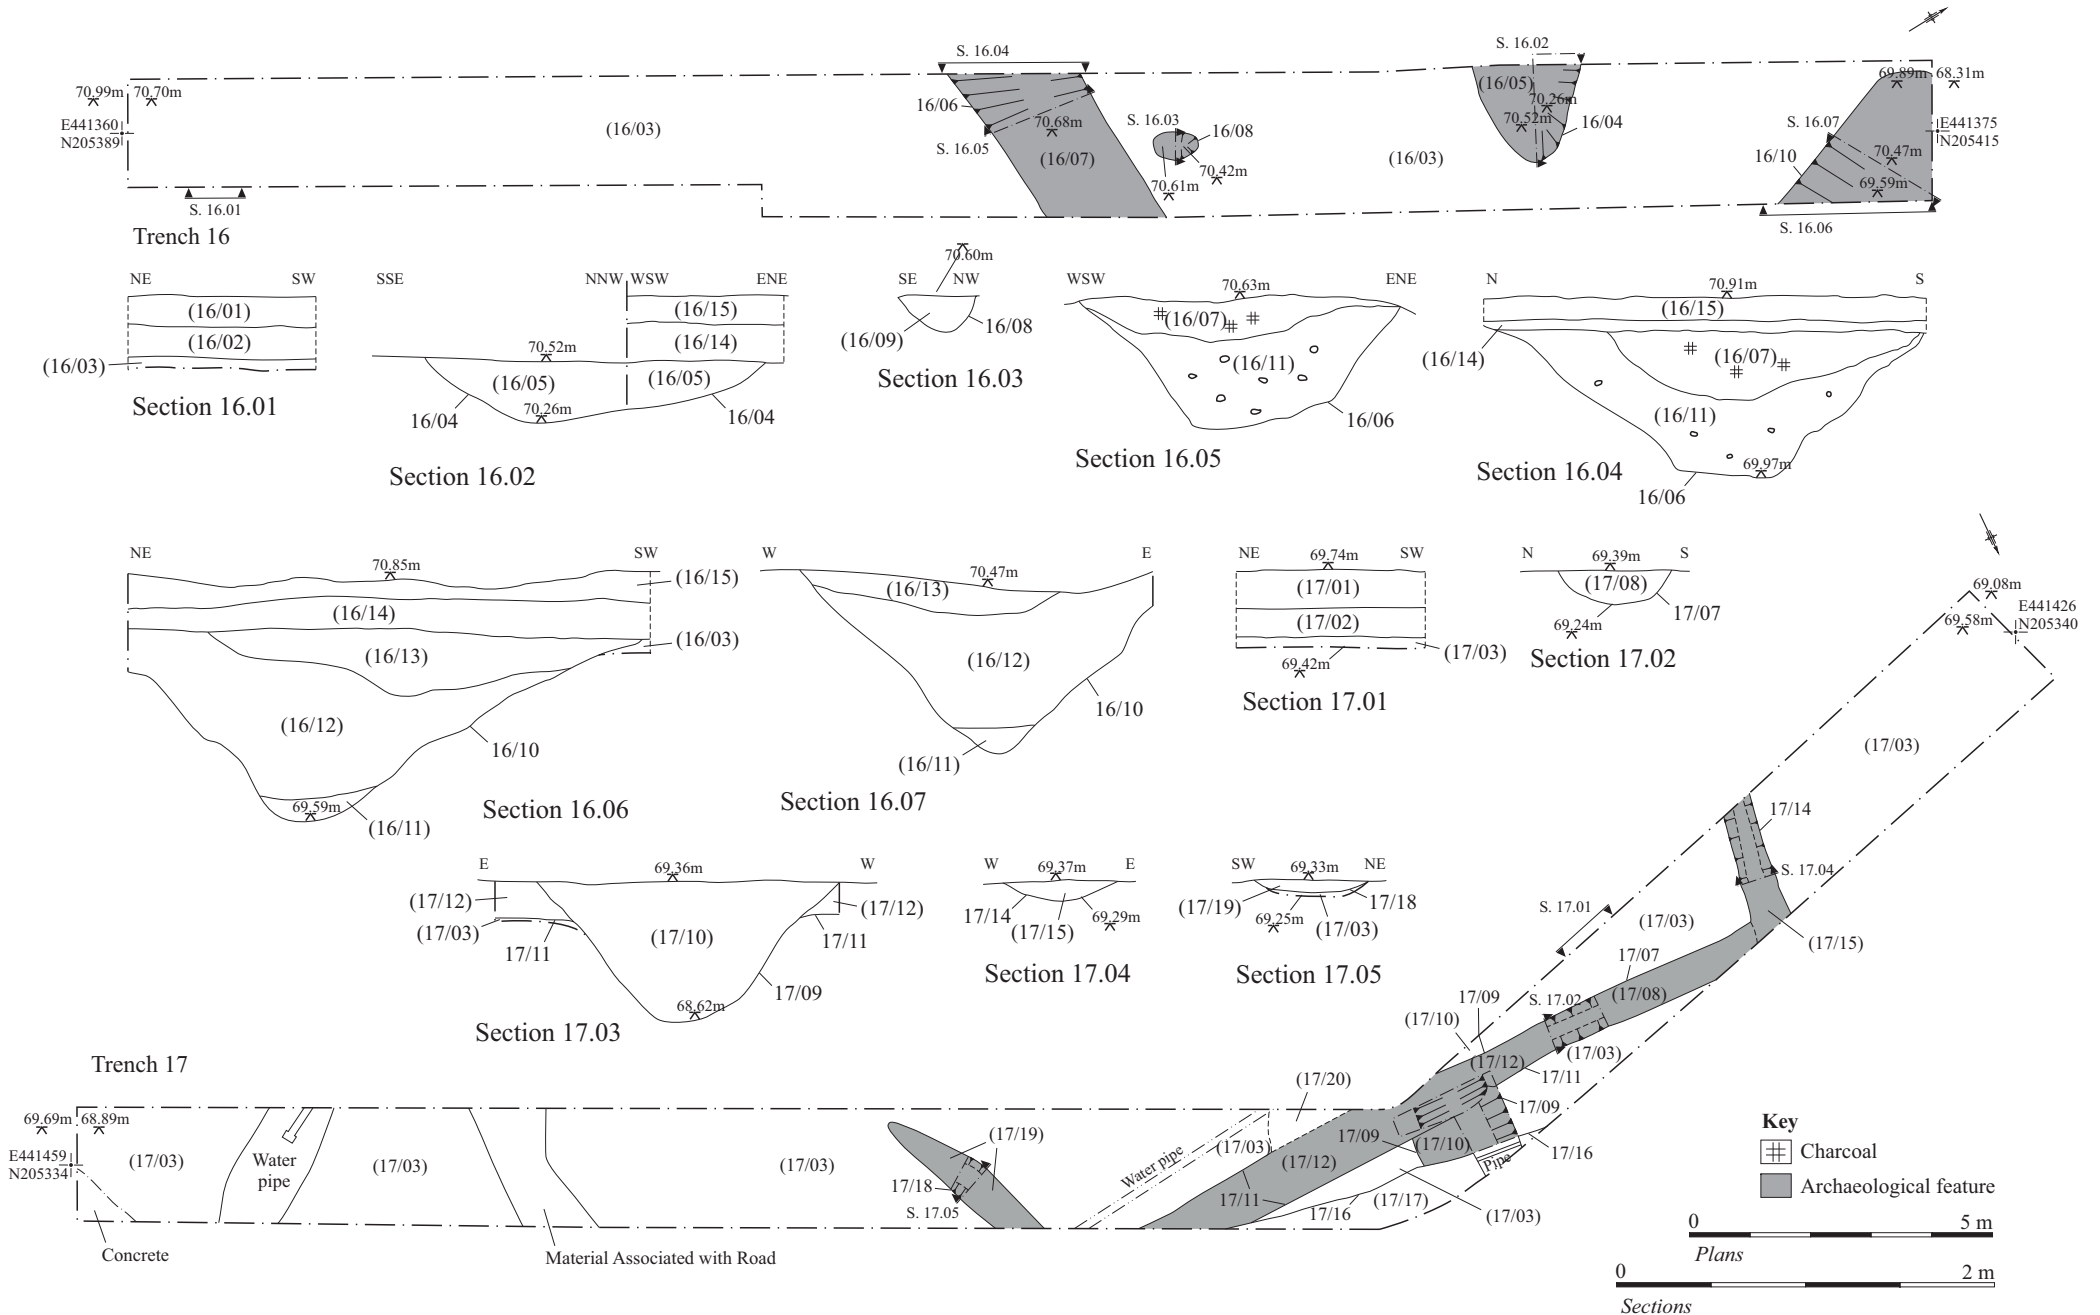 S. 16.04
S. 16.02
70.99m 70.70m
E441360
N205389
(16/03)
16/06
70.68m
(16/07)
S. 16.05
S. 16.03
16/08
70.42m
70.61m
(16/03)
(16/05)
70.26m
70.52m
16/04
69.89m 68.31m
S. 16.07
E441375
N205415
16/10
70.47m
69.59m
S. 16.01
S. 16.06
Trench 16
NE SW
(16/01)
(16/02)
(16/03)
Section 16.01
SSE NNW WSW ENE
(16/15)
(16/14)
70.52m
(16/05) (16/05)
70.26m
16/04 16/04
Section 16.02
70.60m
SE NW
(16/09) 16/08
Section 16.03
WSW 70.63m ENE
(16/07)
(16/11)
16/06
Section 16.05
N 70.91m S
(16/15)
(16/14)
(16/07)
(16/11)
69.97m
16/06
Section 16.04
NE 70.85m SW
(16/15)
(16/14)
(16/03)
(16/13)
(16/12)
16/10
69.59m
(16/11)
Section 16.06
W E
70.47m
(16/13)
(16/12)
16/10
(16/11)
Section 16.07
NE 69.74m SW
(17/01)
(17/02)
(17/03)
69.42m
Section 17.01
N 69.39m S
(17/08)
17/07
69.24m
Section 17.02
E 69.36m W
(17/12) (17/12)
(17/03)
17/11 (17/10) 17/11
17/09
68.62m
Section 17.03
W 69.37m E
17/14
(17/15)
69.29m
Section 17.04
SW 69.33m NE
(17/19) 17/18
69.25m (17/03)
Section 17.05
69.08m
69.58m
E441426
N205340
(17/03)
17/14
S. 17.04
S. 17.01
(17/03)
(17/15)
17/07
17/09 S. 17.02 (17/08)
(17/10)
(17/12) (17/03)
17/11
17/09
Trench 17
69.69m 68.89m
E441459
N205334
(17/03)
Water
pipe
(17/03)
(17/03)
(17/19)
17/18
S. 17.05
Water pipe
(17/20)
(17/03)
(17/12)
17/09 (17/10)
Pipe
17/16
17/11
17/16
(17/17)
(17/03)
Concrete
Material Associated with Road
Key
Charcoal
Archaeological feature
0 5 m
Plans
0 2 m
Sections